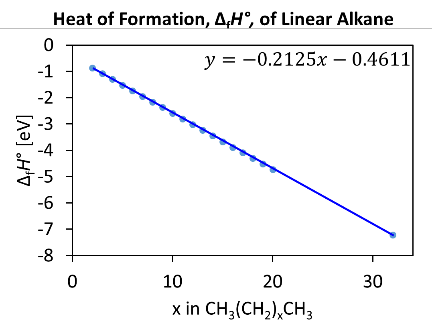 Heat of Formation, ΔfH°, of Linear Alkane
y = −0.2125x − 0.4611
0
-1
-2
-3
-4
-5
-6
-7
-8
ΔfH° [eV]
0 10 20 30
x in CH₃(CH₂)ₓCH₃